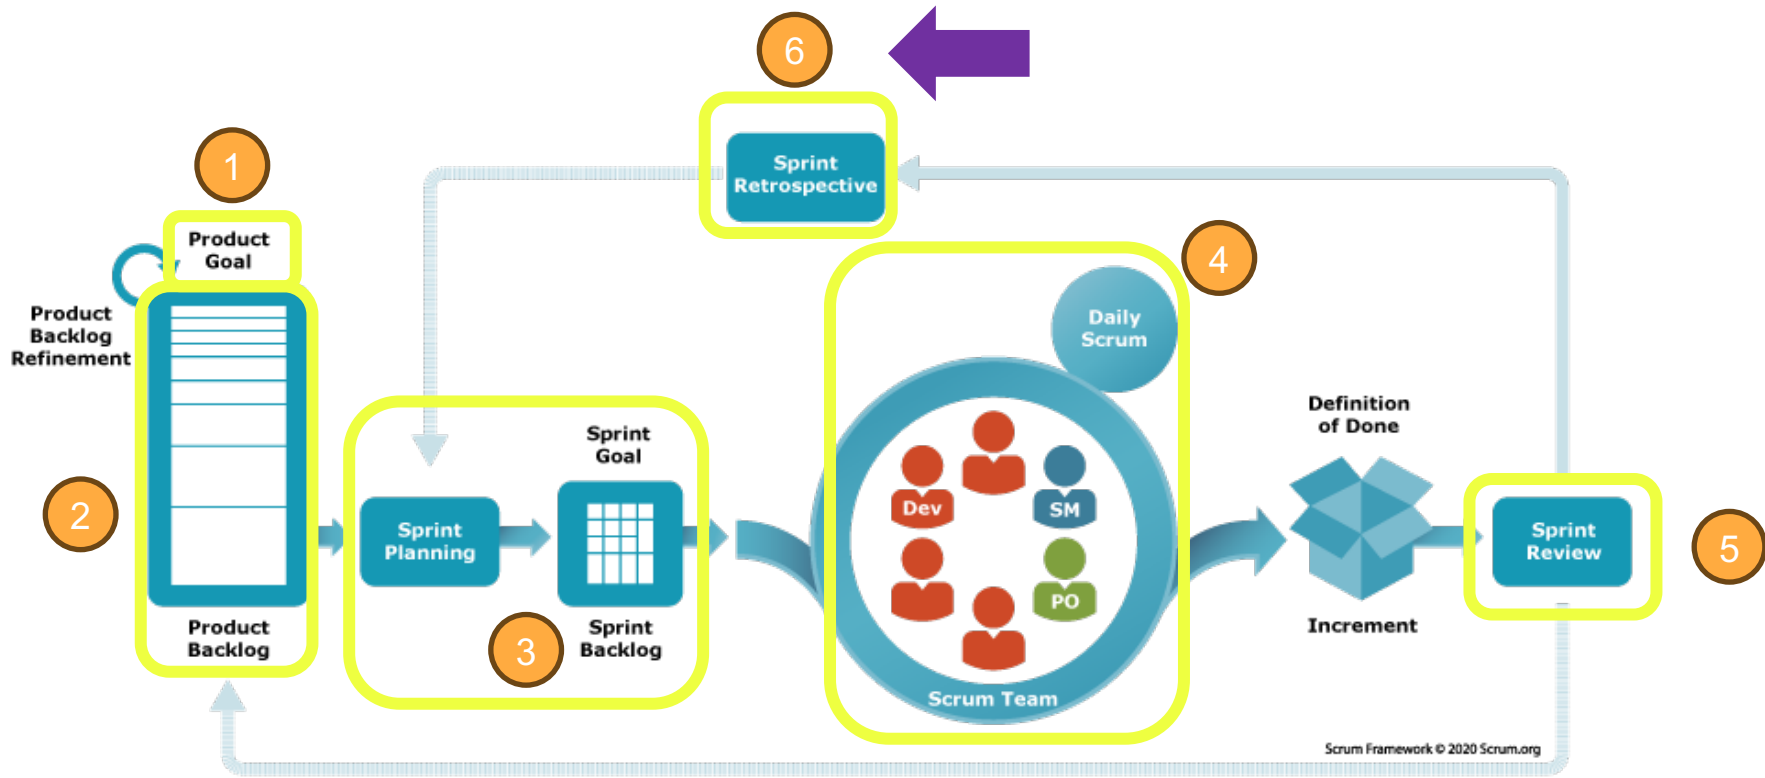 6
Sprint
Retrospective
1
Product
Goal
4
Product
Backlog
Refinement
Daily
Scrum
2
Sprint
Planning
Sprint
Goal
3
Sprint
Backlog
Dev
SM
PO
Scrum Team
Definition
of Done
Increment
Sprint
Review
5
Product
Backlog
Scrum Framework © 2020 Scrum.org